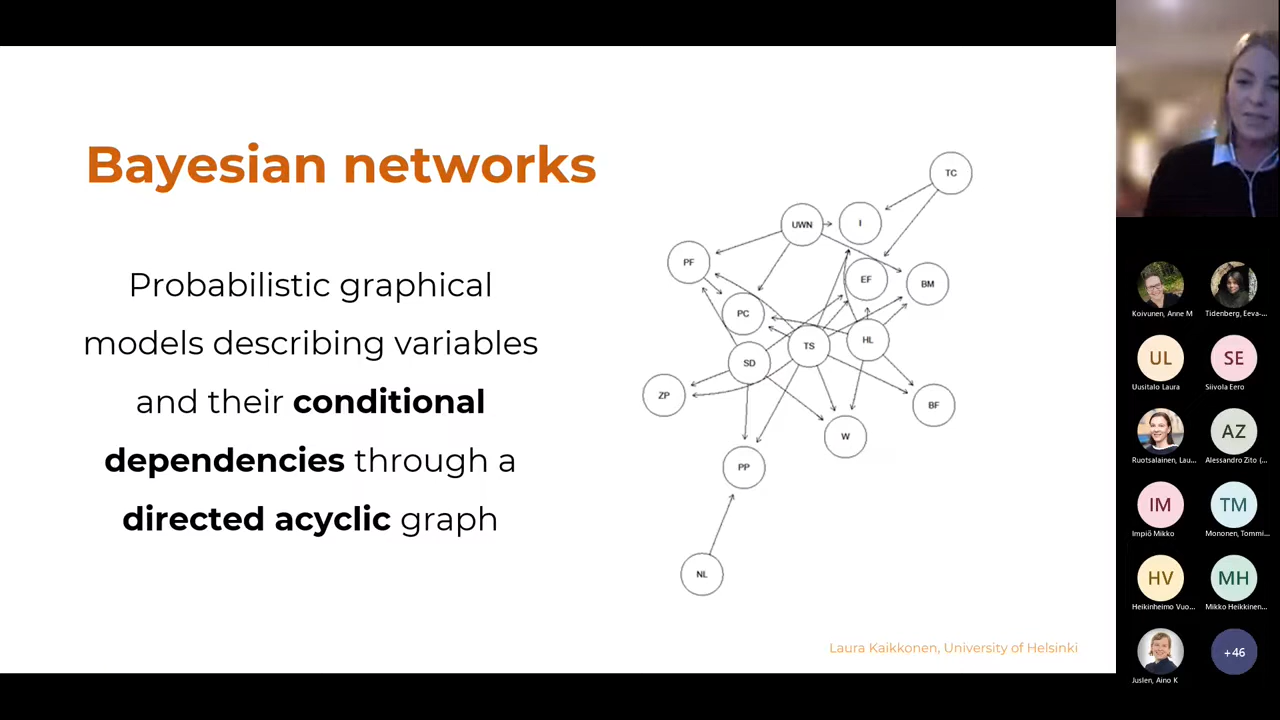 Bayesian networks
Probabilistic graphical
models describing variables
and their conditional
dependencies through a
directed acyclic graph
TC
UWN
I
PF
EF
BM
PC
TS
HL
SD
ZP
BF
W
PP
NL
Laura Kaikkonen, University of Helsinki
Koivunen, Anne M
Tidenberg, Eeva-...
UL
SE
Uusitalo Laura
Siivola Eero
AZ
Ruotsalainen, Lau...
Alessandro Zito (...
IM
TM
Impiö Mikko
Mononen, Tommi...
HV
MH
Heikinheimo Vuo...
Mikko Heikkinen...
+46
Juslen, Aino K